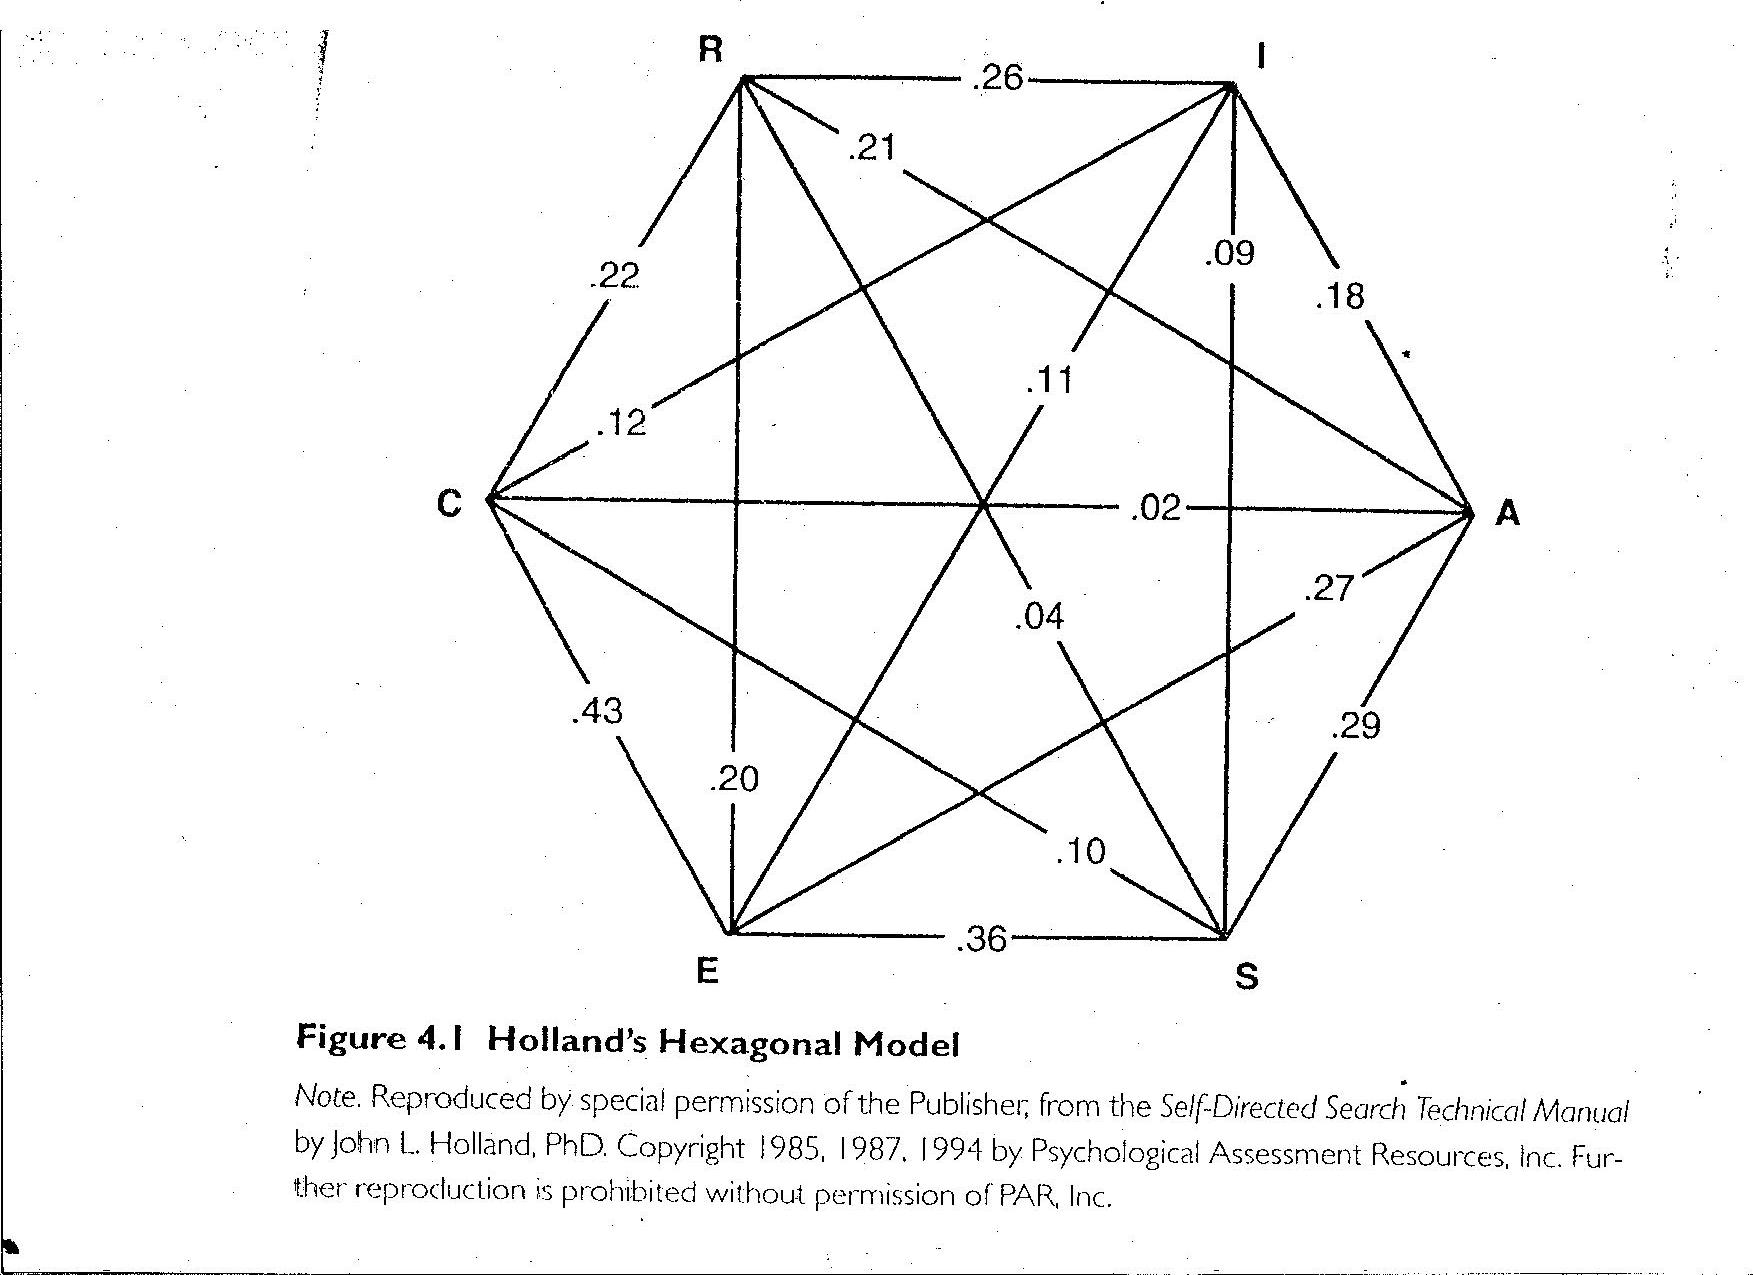 R
I
.26
.21
.09
.22
.18
.11
.12
C
.02
A
.27
.04
.43
.29
.20
.10
.36
E
S
Figure 4.1 Holland's Hexagonal Model
Note. Reproduced by special permission of the Publisher, from the Self-Directed Search Technical Manual
by John L. Holland, PhD. Copyright 1985, 1987, 1994 by Psychological Assessment Resources, Inc. Fur-
ther reproduction is prohibited without permission of PAR, Inc.